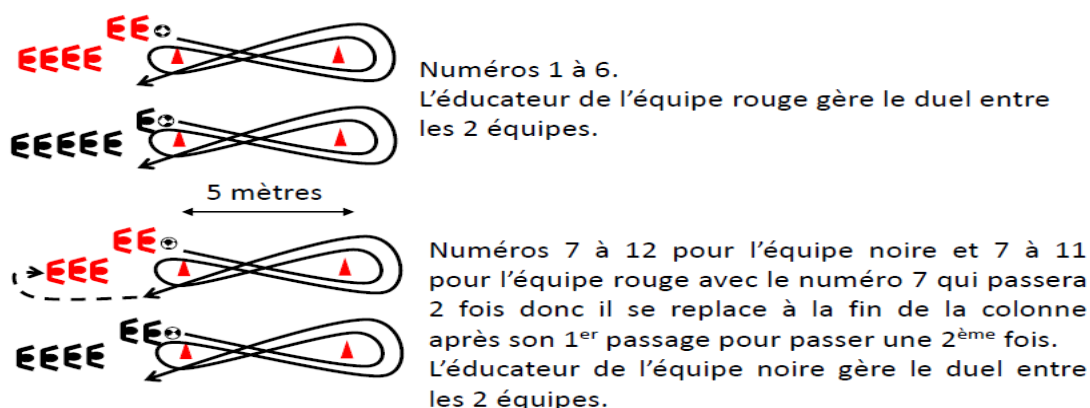 Numéros 1 à 6.
L’éducateur de l’équipe rouge gère le duel entre
les 2 équipes.
5 mètres
Numéros 7 à 12 pour l’équipe noire et 7 à 11
pour l’équipe rouge avec le numéro 7 qui passera
2 fois donc il se replace à la fin de la colonne
après son 1er passage pour passer une 2ème fois.
L’éducateur de l’équipe noire gère le duel entre
les 2 équipes.